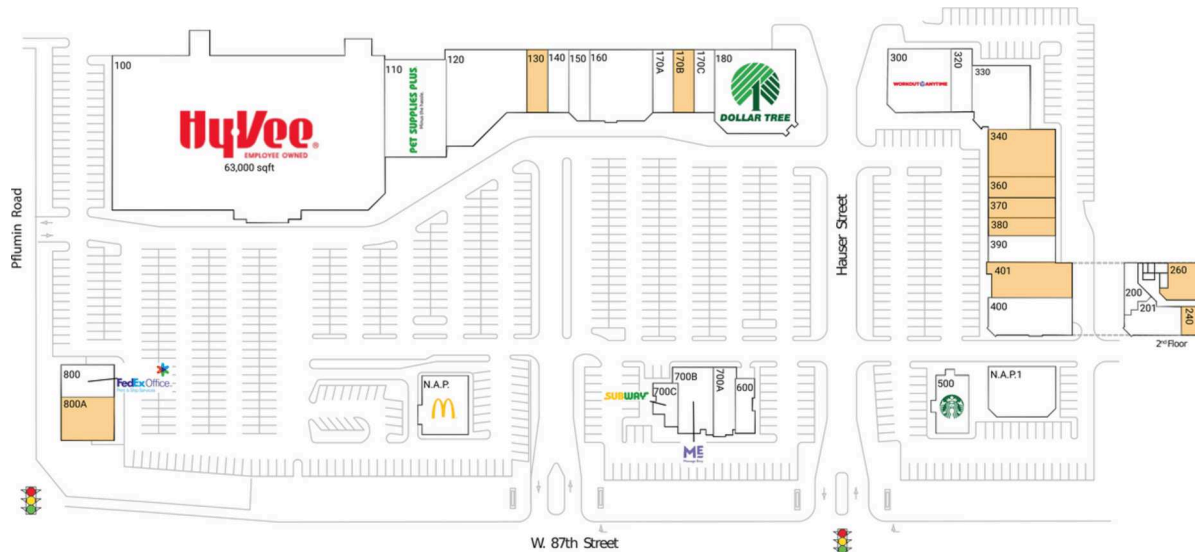 100
HyVee
EMPLOYEE OWNED
63,000 sqft
110
PET SUPPLIES PLUS
120
130
140
150
160
170A
170B
170C
180
DOLLAR TREE
300
WORKOUT ANYTIME
320
330
340
360
370
380
390
401
400
200
201
260
240
2nd Floor
Pflumin Road
Hauser Street
800
FedEx Office
800A
N.A.P.
SUBWAY
700C
700B
700A
600
ME
500
N.A.P.1
W. 87th Street